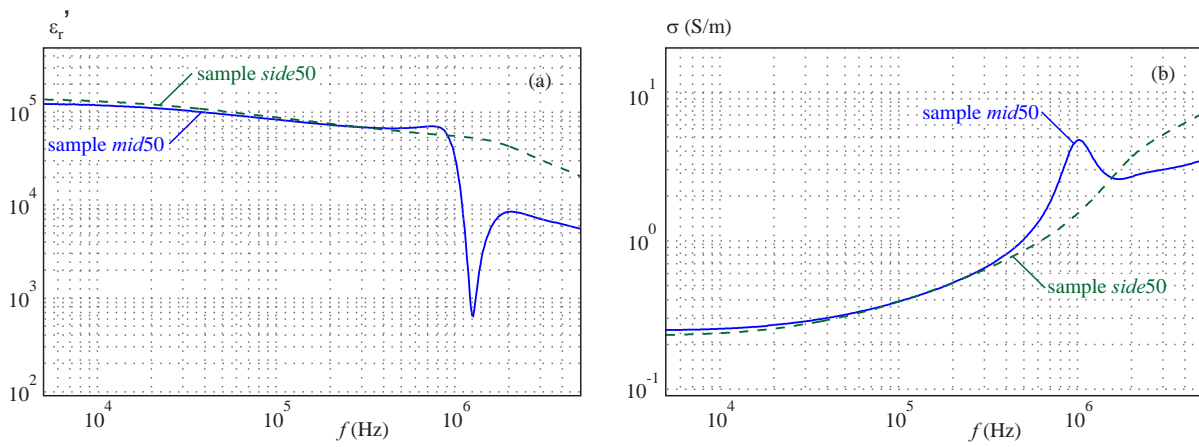 εr'
sample side50
(a)
sample mid50
10^5
10^4
10^3
10^2
10^4
10^5
10^6
f (Hz)
σ (S/m)
(b)
10^1
sample mid50
10^0
sample side50
10^-1
10^4
10^5
10^6
f (Hz)